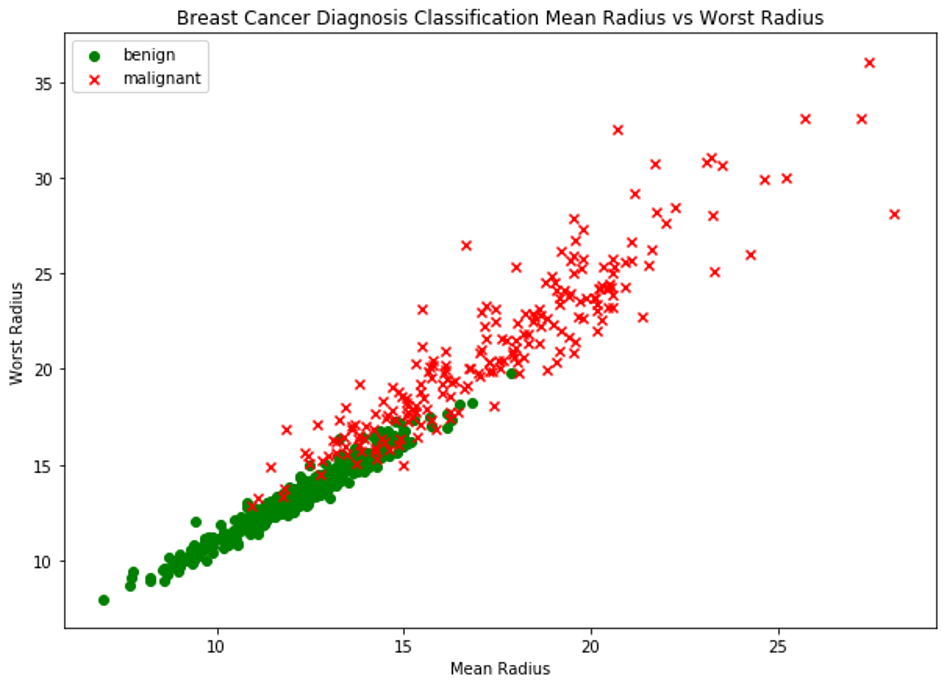 Breast Cancer Diagnosis Classification Mean Radius vs Worst Radius
benign
malignant
35
30
25
20
15
10
Worst Radius
10 15 20 25
Mean Radius